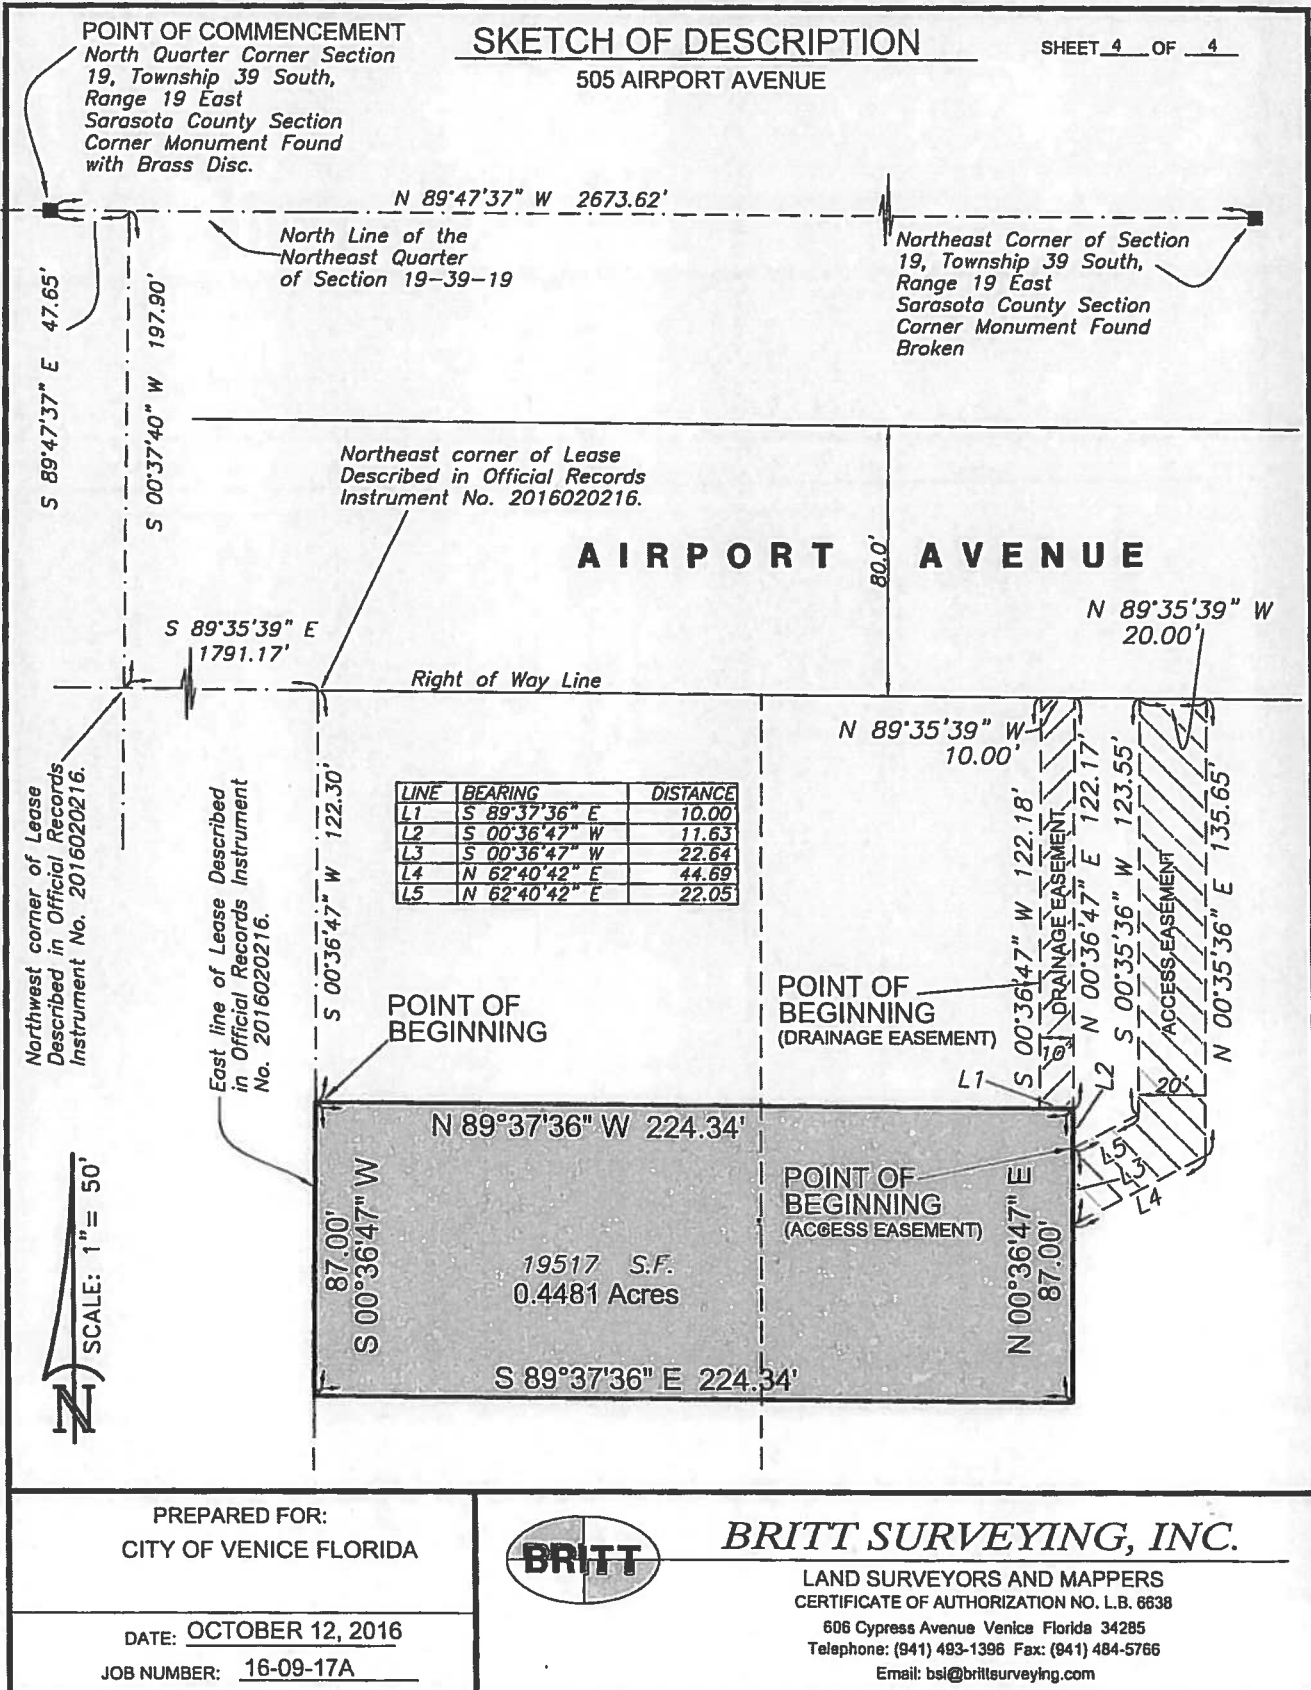 POINT OF COMMENCEMENT
North Quarter Corner Section
19, Township 39 South,
Range 19 East
Sarasota County Section
Corner Monument Found
with Brass Disc.
SKETCH OF DESCRIPTION
505 AIRPORT AVENUE
SHEET 4 OF 4
N 89°47'37" W 2673.62'
North Line of the
Northeast Quarter
of Section 19-39-19
Northeast Corner of Section
19, Township 39 South,
Range 19 East
Sarasota County Section
Corner Monument Found
Broken
S 89°47'37" E 47.65'
S 00°37'40" W 197.90'
Northeast corner of Lease
Described in Official Records
Instrument No. 2016020216.
AIRPORT AVENUE
80.0'
N 89°35'39" W
20.00'
S 89°35'39" E
1791.17'
Right of Way Line
N 89°35'39" W
10.00'
Northwest corner of Lease
Described in Official Records
Instrument No. 2016020216.
East line of Lease Described
in Official Records Instrument
No. 2016020216.
S 00°36'47" W 122.30'
LINE BEARING DISTANCE
L1 S 89°37'36" E 10.00
L2 S 00°36'47" W 11.63
L3 S 00°36'47" W 22.64
L4 N 62°40'42" E 44.69
L5 N 62°40'42" E 22.05
S 00°36'47" W 122.18'
DRAINAGE EASEMENT
N 00°36'47" E 122.17'
S 00°35'36" W 123.55'
ACCESS EASEMENT
N 00°35'36" E 135.65'
POINT OF
BEGINNING
POINT OF
BEGINNING
(DRAINAGE EASEMENT)
10'
L1
L2
20'
N 89°37'36" W 224.34'
L5
L3
L4
POINT OF
BEGINNING
(ACCESS EASEMENT)
87.00'
S 00°36'47" W
N 00°36'47" E
87.00'
19517 S.F.
0.4481 Acres
S 89°37'36" E 224.34'
SCALE: 1"= 50'
N
PREPARED FOR:
CITY OF VENICE FLORIDA
DATE: OCTOBER 12, 2016
JOB NUMBER: 16-09-17A
BRITT
BRITT SURVEYING, INC.
LAND SURVEYORS AND MAPPERS
CERTIFICATE OF AUTHORIZATION NO. L.B. 6638
606 Cypress Avenue Venice Florida 34285
Telephone: (941) 493-1396 Fax: (941) 484-5766
Email: bsi@brittsurveying.com